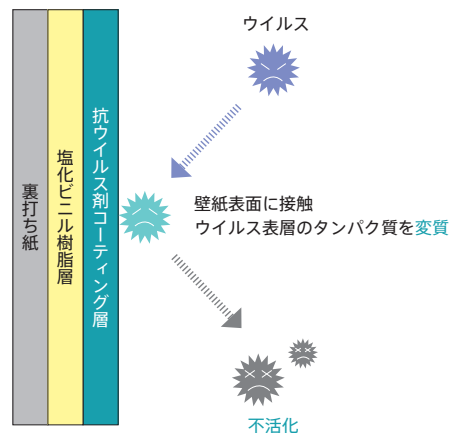 裏打ち紙
塩化ビニル樹脂層
抗ウイルス剤コーティング層
ウイルス
壁紙表面に接触
ウイルス表層のタンパク質を変質
不活化